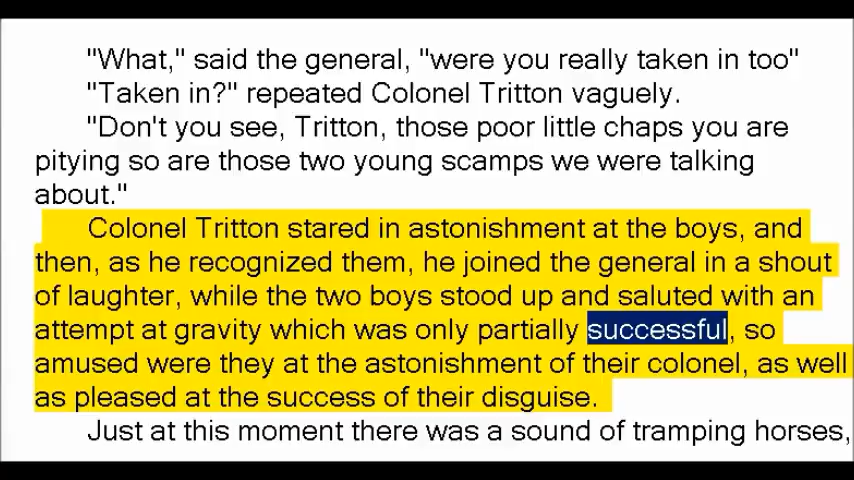 "What," said the general, "were you really taken in too"
"Taken in?" repeated Colonel Tritton vaguely.
"Don't you see, Tritton, those poor little chaps you are
pitying so are those two young scamps we were talking
about."
Colonel Tritton stared in astonishment at the boys, and
then, as he recognized them, he joined the general in a shout
of laughter, while the two boys stood up and saluted with an
attempt at gravity which was only partially successful, so
amused were they at the astonishment of their colonel, as well
as pleased at the success of their disguise.
Just at this moment there was a sound of tramping horses,